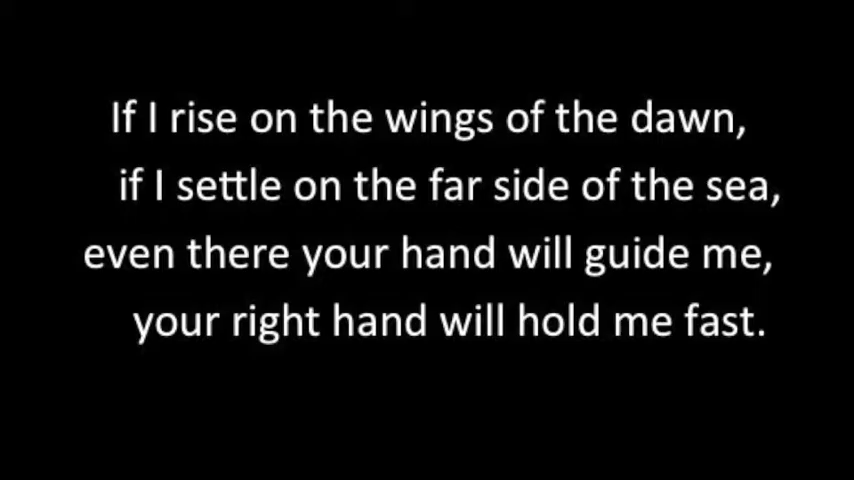 If I rise on the wings of the dawn,
if I settle on the far side of the sea,
even there your hand will guide me,
your right hand will hold me fast.